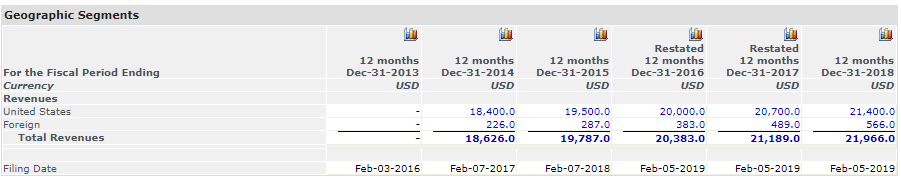 Geographic Segments
Restated Restated
12 months 12 months 12 months 12 months 12 months 12 months
For the Fiscal Period Ending Dec-31-2013 Dec-31-2014 Dec-31-2015 Dec-31-2016 Dec-31-2017 Dec-31-2018
Currency USD USD USD USD USD USD
Revenues
United States - 18,400.0 19,500.0 20,000.0 20,700.0 21,400.0
Foreign - 226.0 287.0 383.0 489.0 566.0
Total Revenues - 18,626.0 19,787.0 20,383.0 21,189.0 21,966.0
Filing Date Feb-03-2016 Feb-07-2017 Feb-07-2018 Feb-05-2019 Feb-05-2019 Feb-05-2019